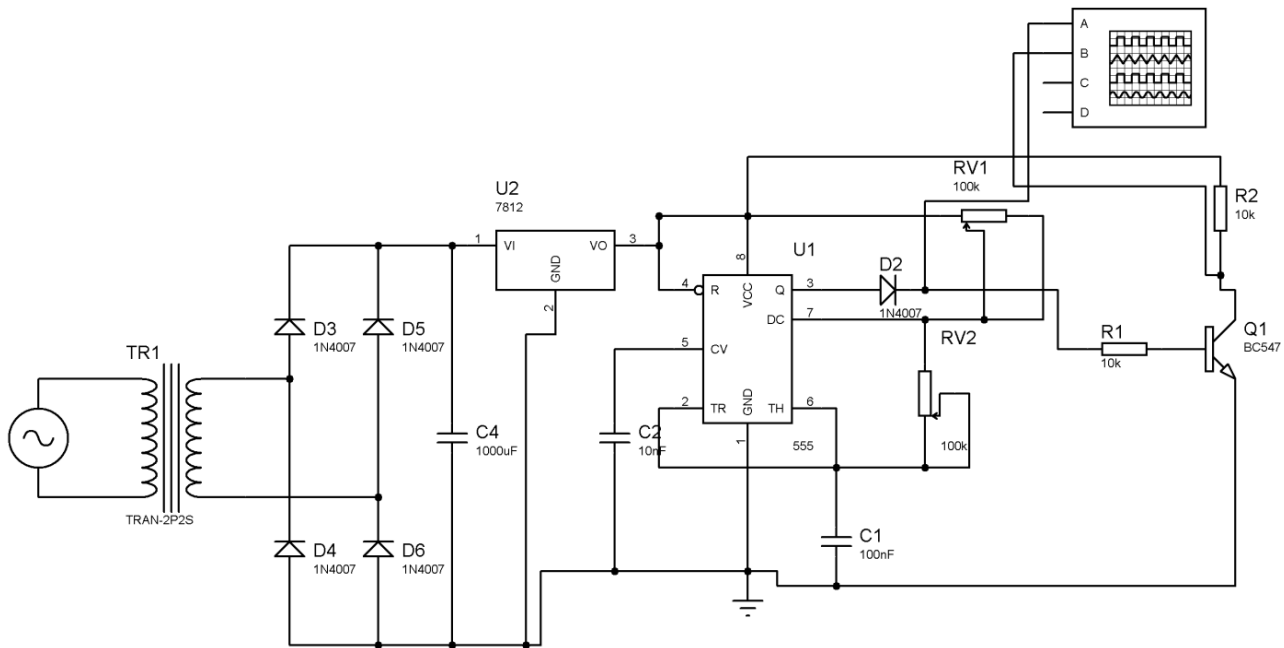 A
B
C
D
RV1
100k
R2
10k
U2
7812
1
VI
VO
3
GND
2
U1
8
VCC
4
R
Q
3
D2
1N4007
DC
7
5
CV
RV2
R1
10k
Q1
BC547
D3
1N4007
D5
1N4007
TR1
TRAN-2P2S
2
TR
GND
TH
6
1
555
100k
C4
1000uF
C2
10nF
C1
100nF
D4
1N4007
D6
1N4007